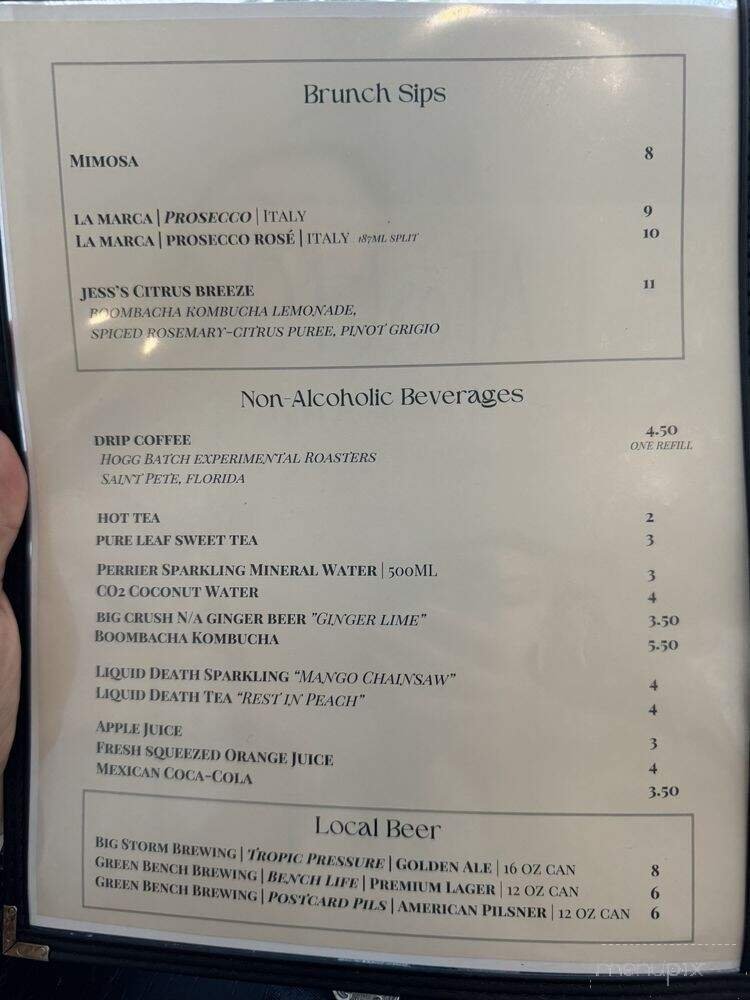 Brunch Sips
Mimosa 8
La Marca | Prosecco | Italy 9
La Marca | Prosecco Rosé | Italy 187ml split 10
Jess's Citrus Breeze 11
Boombacha Kombucha Lemonade,
Spiced Rosemary-Citrus Puree, Pinot Grigio
Non-Alcoholic Beverages
Drip Coffee 4.50
one refill
Hogg Batch Experimental Roasters
Saint Pete, Florida
Hot Tea 2
Pure Leaf Sweet Tea 3
Perrier Sparkling Mineral Water | 500ml 3
CO2 Coconut Water 4
Big Crush N/A Ginger Beer "Ginger Lime" 3.50
Boombacha Kombucha 5.50
Liquid Death Sparkling "Mango Chainsaw" 4
Liquid Death Tea "Rest in Peach" 4
Apple Juice 3
Fresh Squeezed Orange Juice 4
Mexican Coca-Cola 3.50
Local Beer
Big Storm Brewing | Tropic Pressure | Golden Ale | 16 oz can 8
Green Bench Brewing | Bench Life | Premium Lager | 12 oz can 6
Green Bench Brewing | Postcard Pils | American Pilsner | 12 oz can 6
menupix